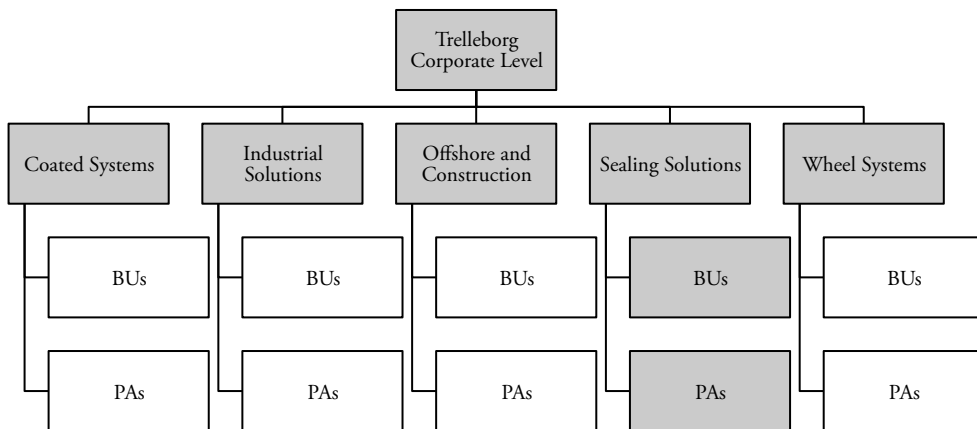 Trelleborg
Corporate Level
Coated Systems
Industrial
Solutions
Offshore and
Construction
Sealing Solutions
Wheel Systems
BUs
BUs
BUs
BUs
BUs
PAs
PAs
PAs
PAs
PAs